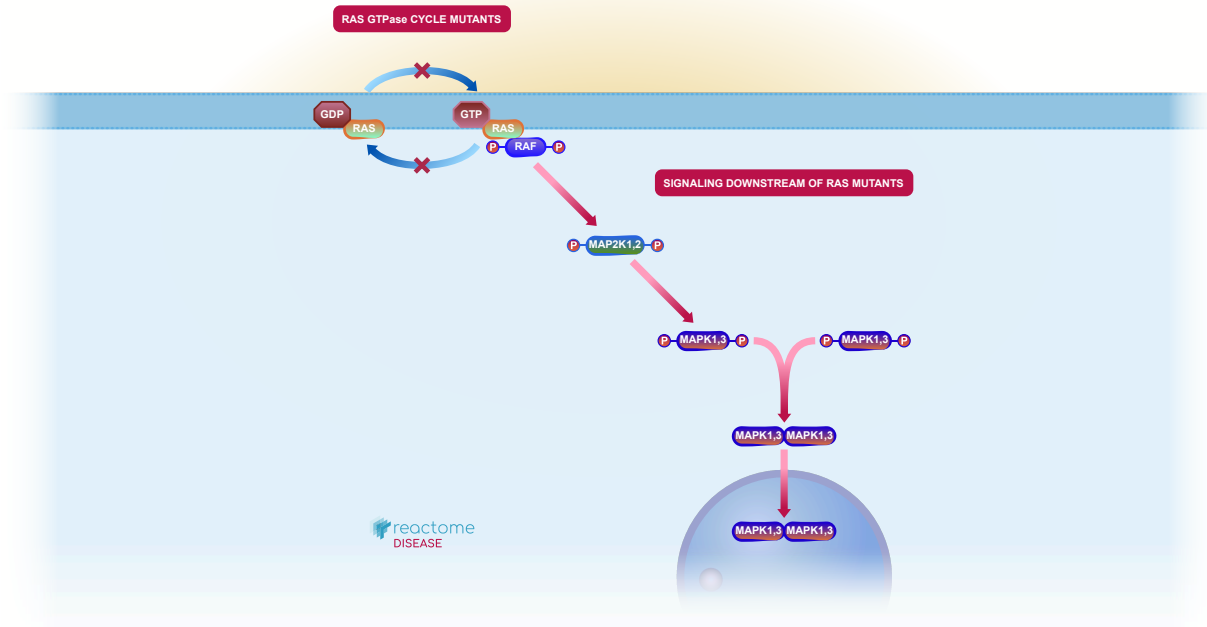 RAS GTPase CYCLE MUTANTS
GDP
RAS
GTP
RAS
P
RAF
P
SIGNALING DOWNSTREAM OF RAS MUTANTS
P
MAP2K1,2
P
P
MAPK1,3
P
P
MAPK1,3
P
MAPK1,3
MAPK1,3
MAPK1,3
MAPK1,3
reactome
DISEASE